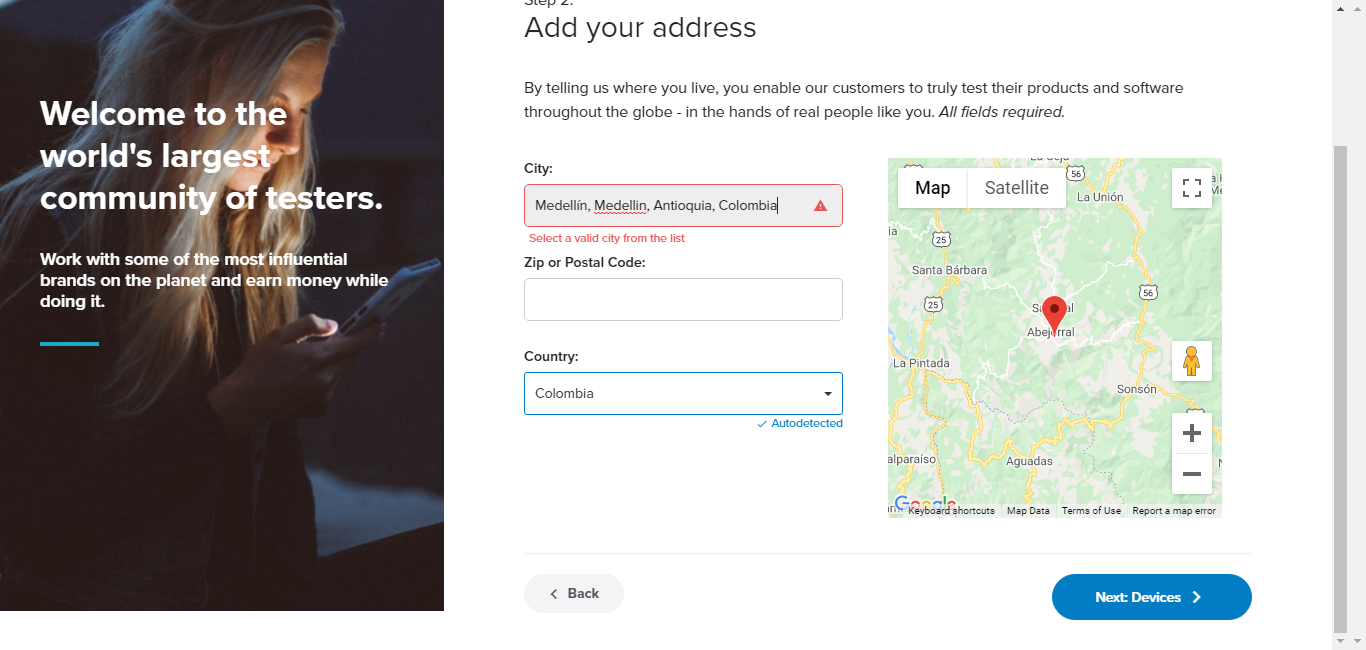 Step 2:
Add your address
Welcome to the
world's largest
community of testers.
Work with some of the most influential
brands on the planet and earn money while
doing it.
By telling us where you live, you enable our customers to truly test their products and software
throughout the globe - in the hands of real people like you. All fields required.
City:
Medellín, Medellin, Antioquia, Colombia
Select a valid city from the list
Zip or Postal Code:
Country:
Colombia
Autodetected
Map
Satellite
La Ceja
56
La Unión
25
Santa Bárbara
56
25
Abejorral
La Pintada
Sonsón
alparaíso
Aguadas
Google
Keyboard shortcuts
Map Data
Terms of Use
Report a map error
Back
Next: Devices